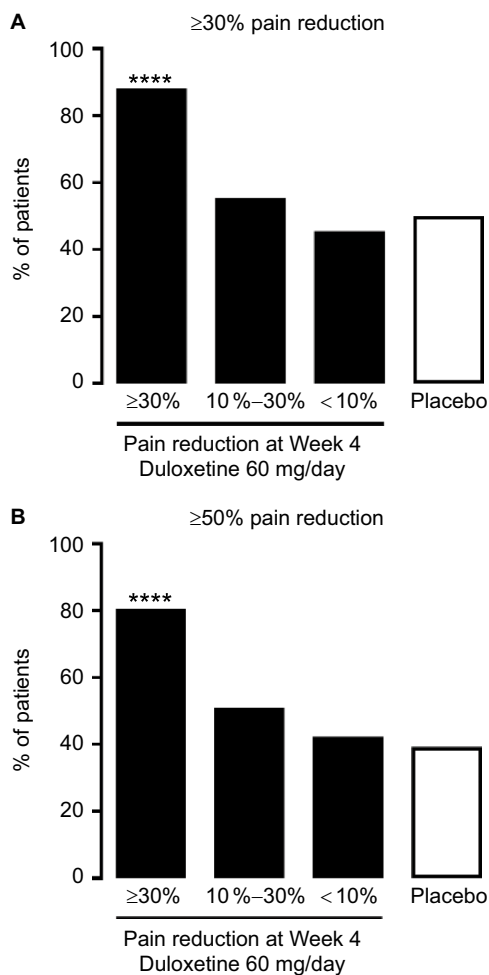 A
≥30% pain reduction
100
80
60
40
20
0
% of patients
****
≥30%
10%–30%
<10%
Placebo
Pain reduction at Week 4
Duloxetine 60 mg/day
B
≥50% pain reduction
100
80
60
40
20
0
% of patients
****
≥30%
10%–30%
<10%
Placebo
Pain reduction at Week 4
Duloxetine 60 mg/day